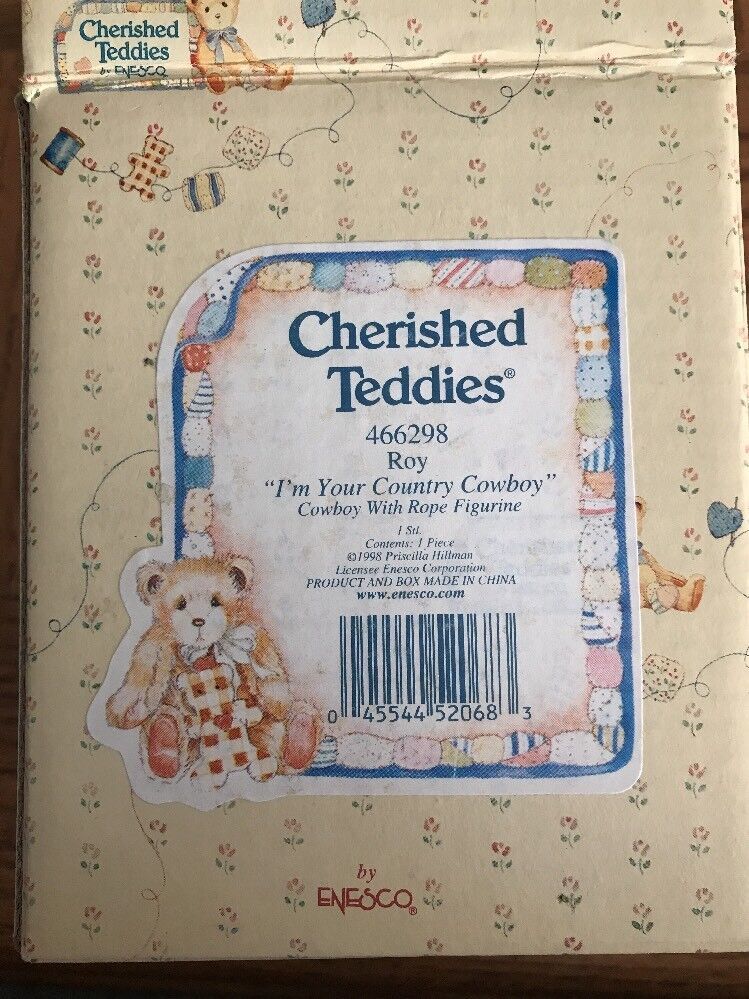 Cherished
Teddies
by ENESCO
Cherished
Teddies®
466298
Roy
"I'm Your Country Cowboy"
Cowboy With Rope Figurine
1 Stl.
Contents: 1 Piece
©1998 Priscilla Hillman
Licensee Enesco Corporation
PRODUCT AND BOX MADE IN CHINA
www.enesco.com
0 45544 52068 3
by
ENESCO®